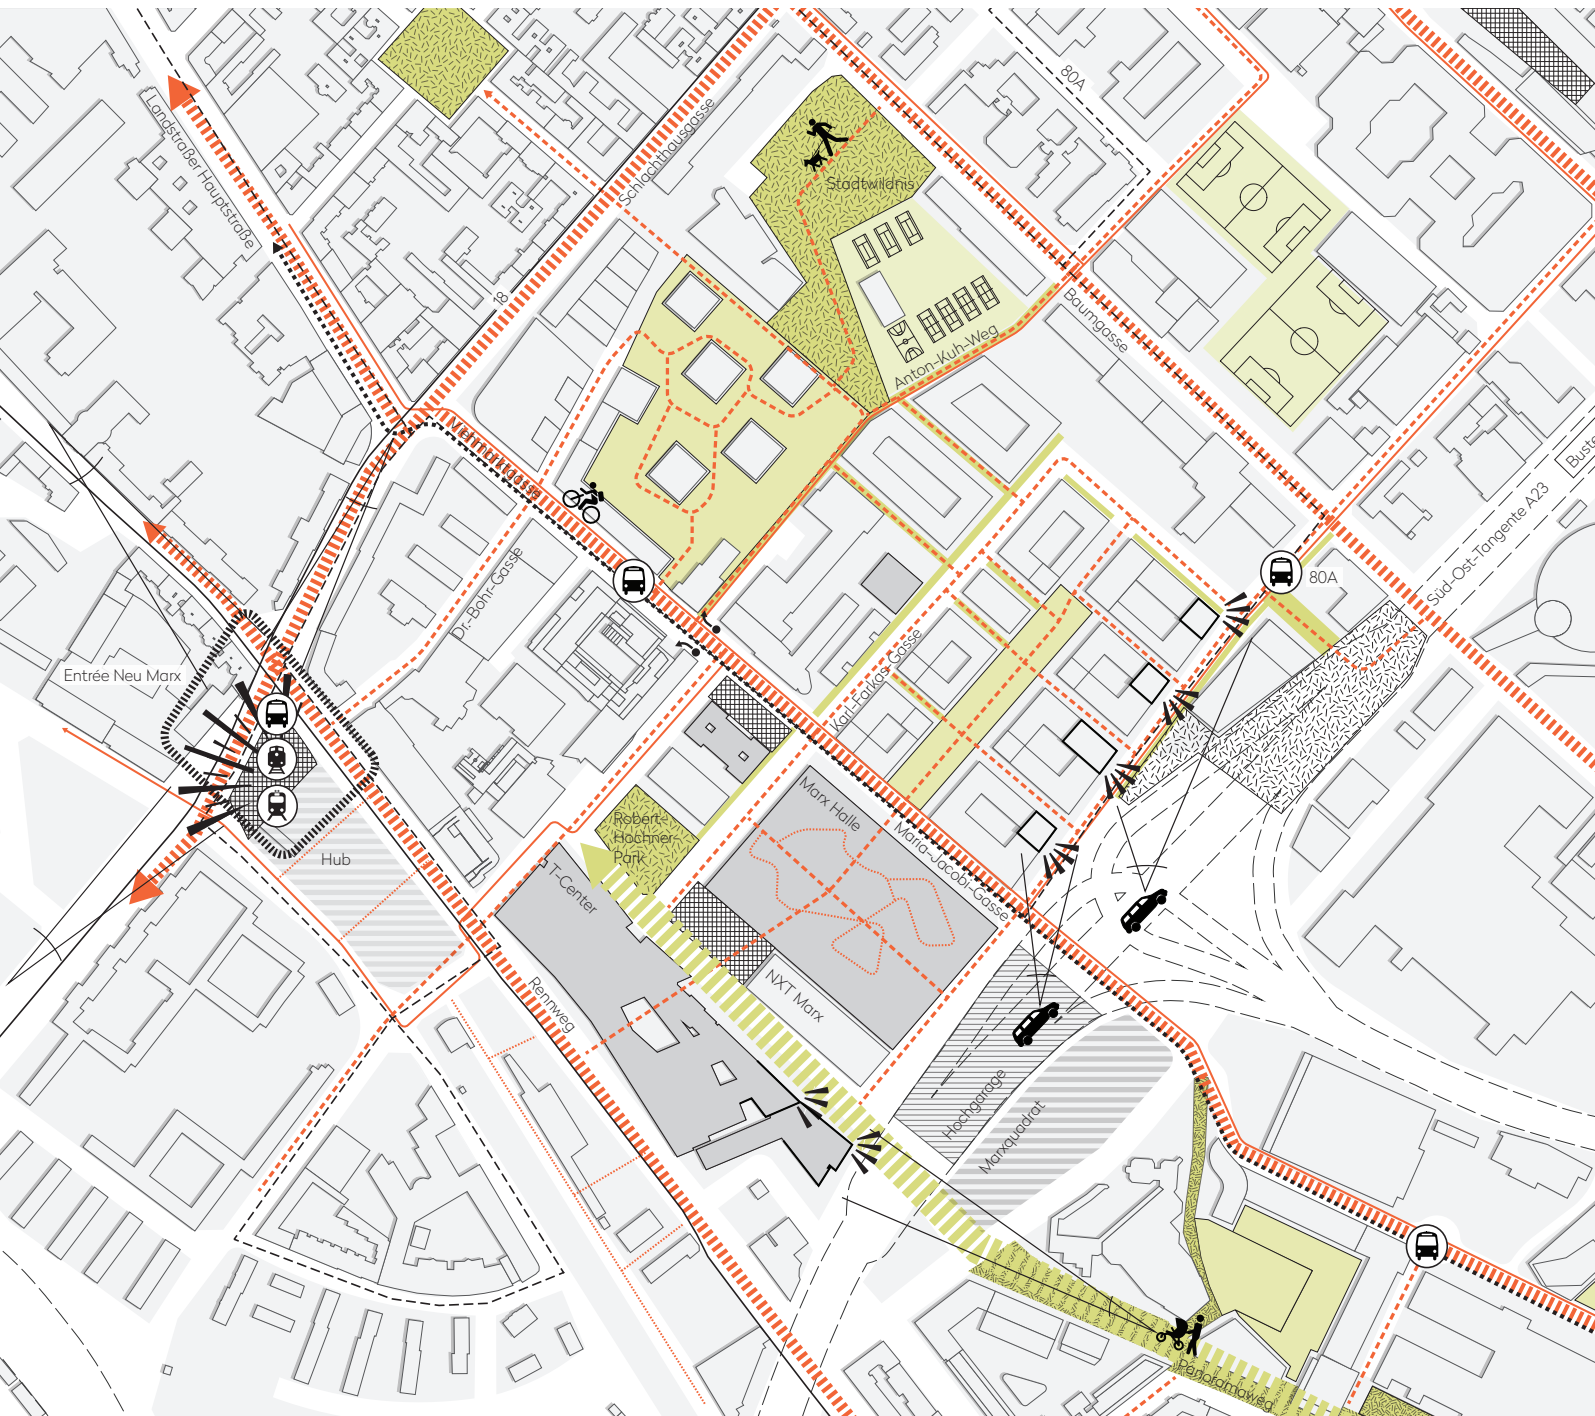 80A
Landstraßer Hauptstraße
Schlachthausgasse
Stadtwildnis
18
Baumgasse
Anton-Kuh-Weg
Viehmarktgasse
Süd-Ost-Tangente A23
80A
Dr.-Bohr-Gasse
Entrée Neu Marx
Karl-Farkas-Gasse
Marx Halle
Robert-
Hochner-
Park
Maria-Jacobi-Gasse
Hub
T-Center
NXT Marx
Rennweg
Hochgarage
Marxquadrat
Panoramaweg